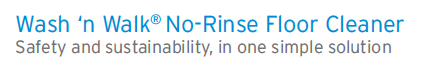 Wash ‘n Walk® No-Rinse Floor Cleaner
Safety and sustainability, in one simple solution